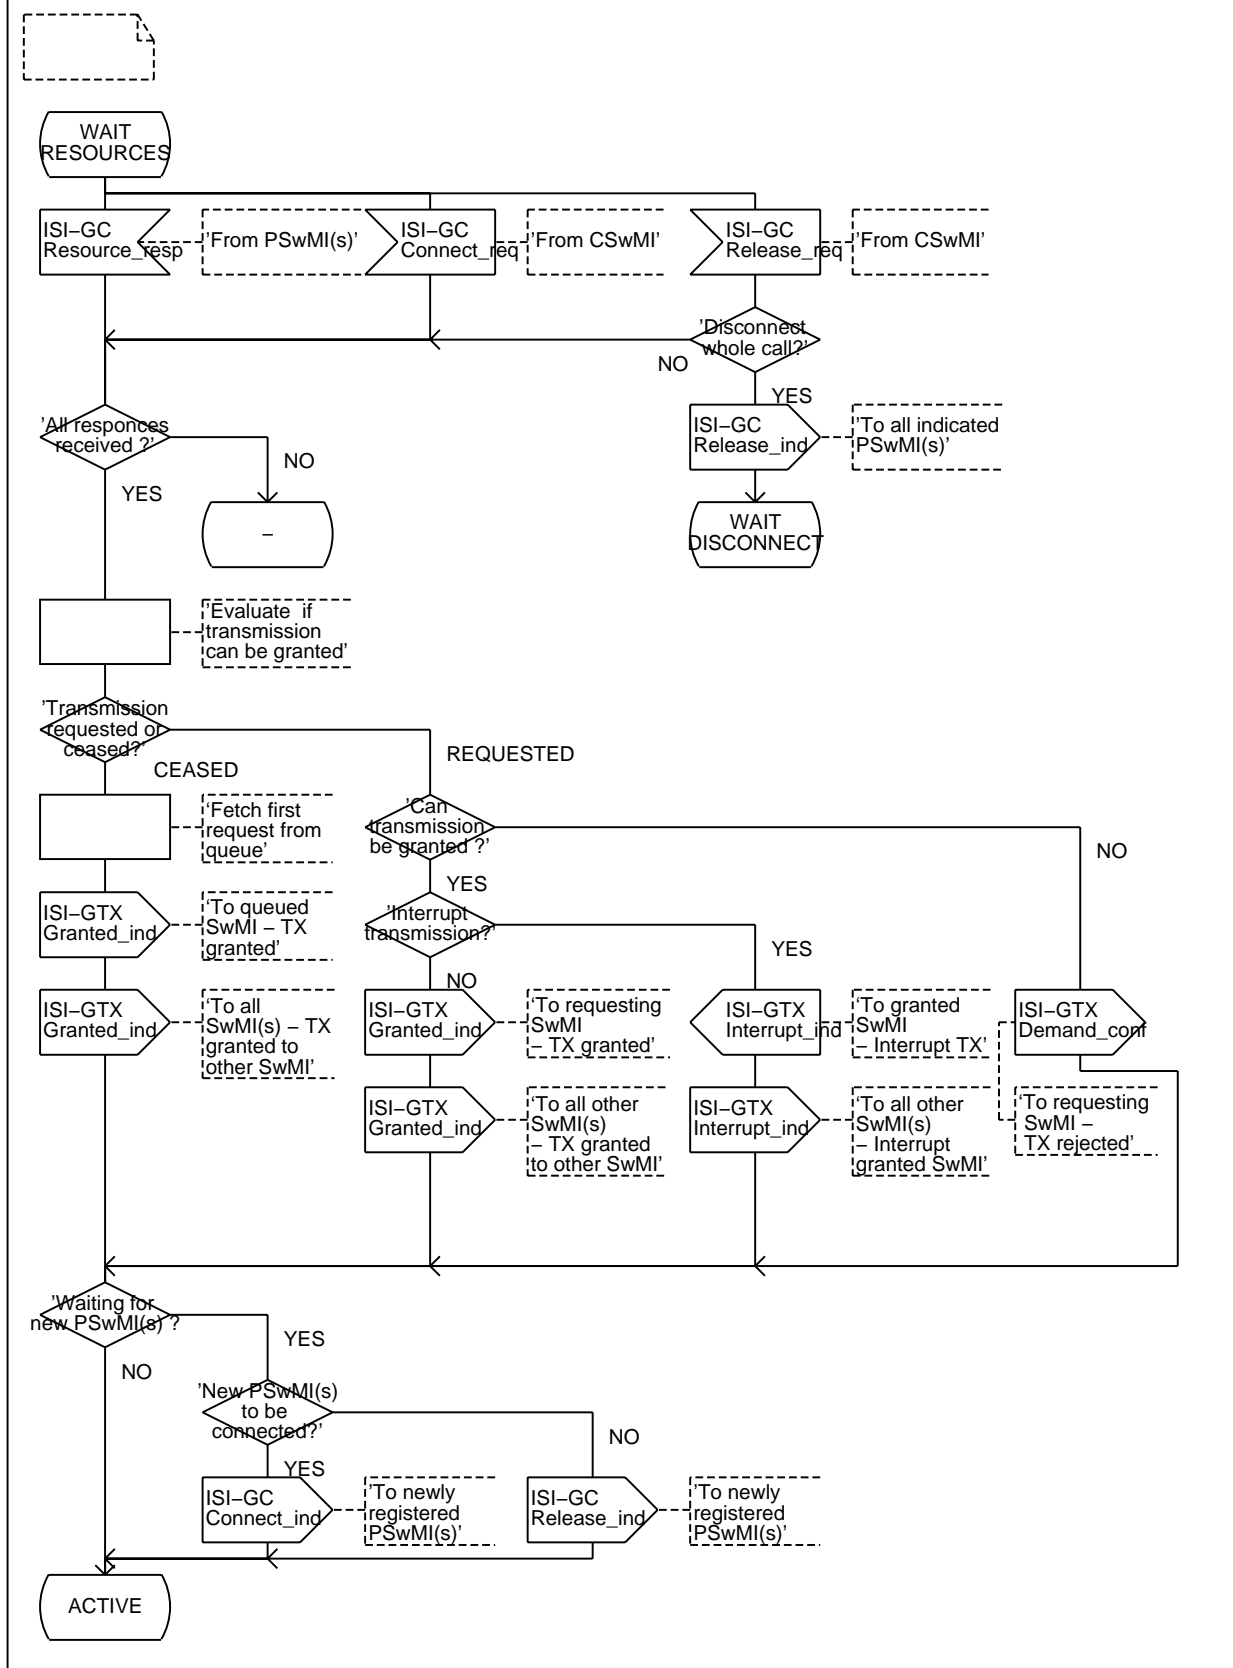 WAIT
RESOURCES
ISI–GC
Resource_resp
'From PSwMI(s)'
ISI–GC
Connect_req
'From CSwMI'
ISI–GC
Release_req
'From CSwMI'
'Disconnect
whole call?'
NO
YES
ISI–GC
Release_ind
'To all indicated
PSwMI(s)'
WAIT
DISCONNECT
'All responces
received ?'
NO
YES
–
'Evaluate  if
transmission
can be granted'
'Transmission
requested or
ceased?'
CEASED
REQUESTED
'Fetch first
request from
queue'
'Can
transmission
be granted ?'
NO
YES
ISI–GTX
Granted_ind
'To queued
SwMI – TX
granted'
'Interrupt
transmission?'
YES
NO
ISI–GTX
Granted_ind
'To all
SwMI(s) – TX
granted to
other SwMI'
ISI–GTX
Granted_ind
'To requesting
SwMI
– TX granted'
ISI–GTX
Interrupt_ind
'To granted
SwMI
– Interrupt TX'
ISI–GTX
Demand_conf
ISI–GTX
Granted_ind
'To all other
SwMI(s)
– TX granted
to other SwMI'
ISI–GTX
Interrupt_ind
'To all other
SwMI(s)
– Interrupt
granted SwMI'
'To requesting
SwMI –
TX rejected'
'Waiting for
new PSwMI(s) ?
YES
NO
'New PSwMI(s)
to be
connected?'
NO
YES
ISI–GC
Connect_ind
'To newly
registered
PSwMI(s)'
ISI–GC
Release_ind
'To newly
registered
PSwMI(s)'
ACTIVE